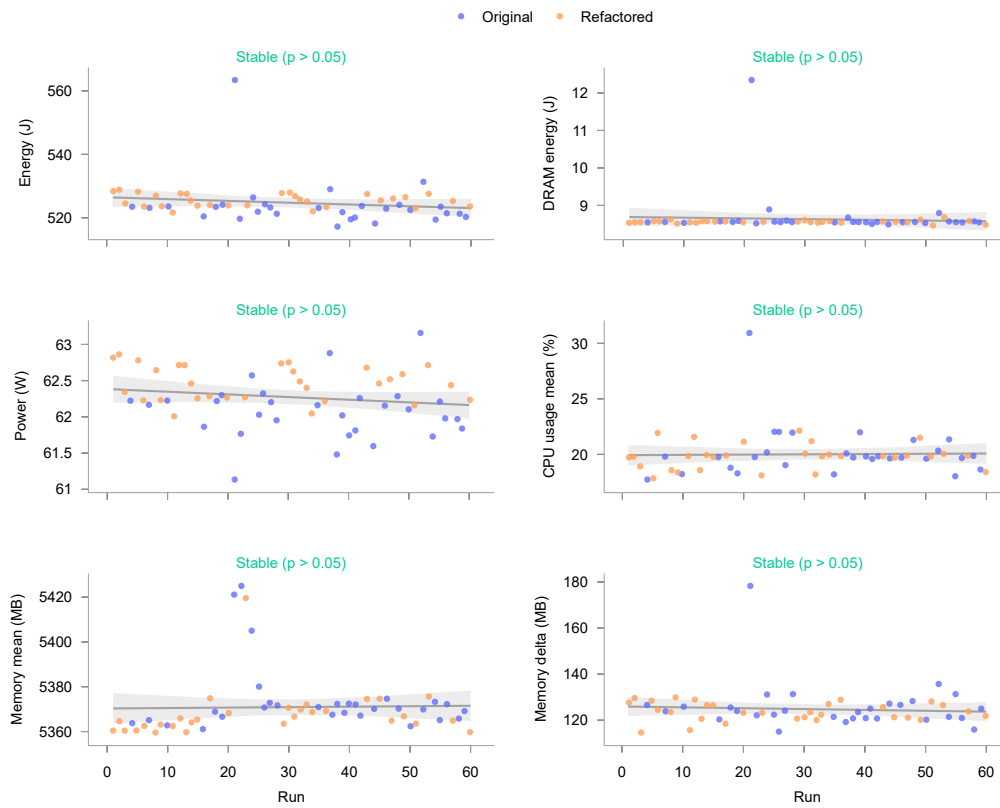 Original Refactored
Stable (p > 0.05)
Energy (J)
560
540
520
Stable (p > 0.05)
DRAM energy (J)
12
11
9
8
Stable (p > 0.05)
Power (W)
63
62.5
62
61.5
61
Stable (p > 0.05)
CPU usage mean (%)
30
25
20
Stable (p > 0.05)
Memory mean (MB)
5420
5400
5380
5360
0 10 20 30 40 50 60
Run
Stable (p > 0.05)
Memory delta (MB)
180
160
140
120
0 10 20 30 40 50 60
Run